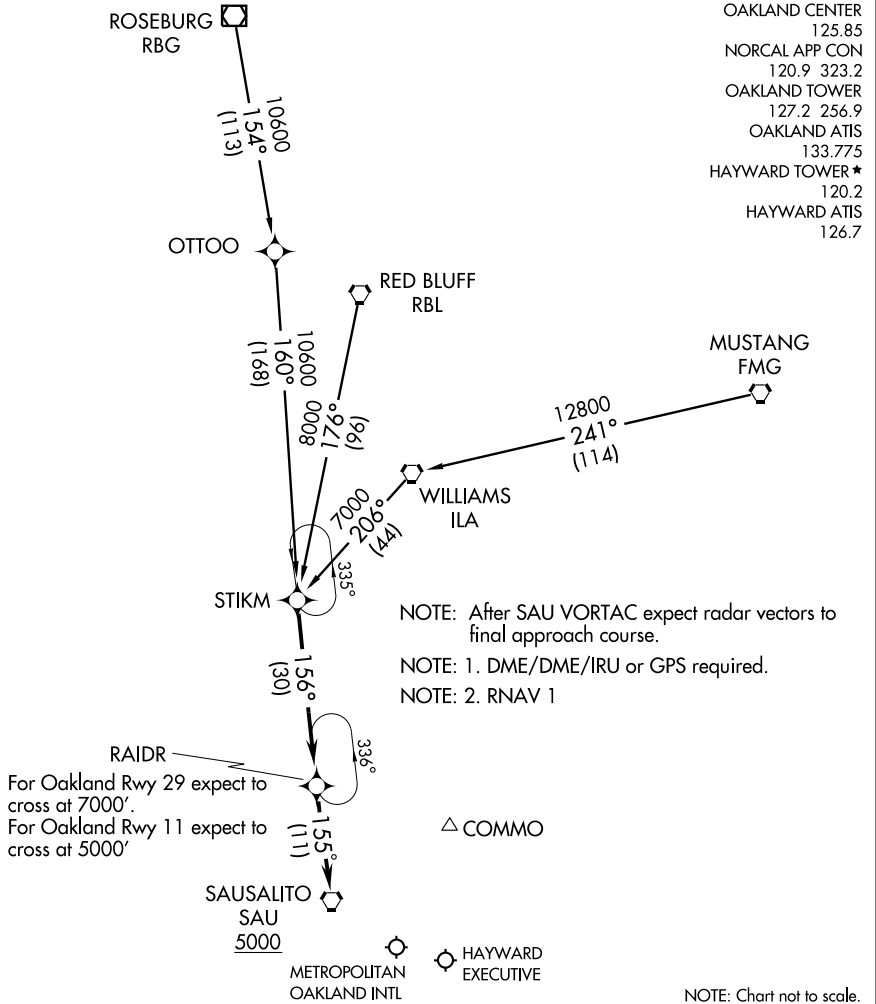 ROSEBURG
RBG
OAKLAND CENTER
125.85
NORCAL APP CON
120.9 323.2
OAKLAND TOWER
127.2 256.9
OAKLAND ATIS
133.775
HAYWARD TOWER★
120.2
HAYWARD ATIS
126.7
10600
154°
(113)
OTTOO
RED BLUFF
RBL
10600
160°
(168)
8000
176°
(96)
MUSTANG
FMG
12800
241°
(114)
WILLIAMS
ILA
7000
206°
(44)
335°
STIKM
NOTE: After SAU VORTAC expect radar vectors to
final approach course.
NOTE: 1. DME/DME/IRU or GPS required.
NOTE: 2. RNAV 1
156°
(30)
336°
RAIDR
For Oakland Rwy 29 expect to
cross at 7000'.
For Oakland Rwy 11 expect to
cross at 5000'
155°
(11)
COMMO
SAUSALITO
SAU
5000
METROPOLITAN
OAKLAND INTL
HAYWARD
EXECUTIVE
NOTE: Chart not to scale.